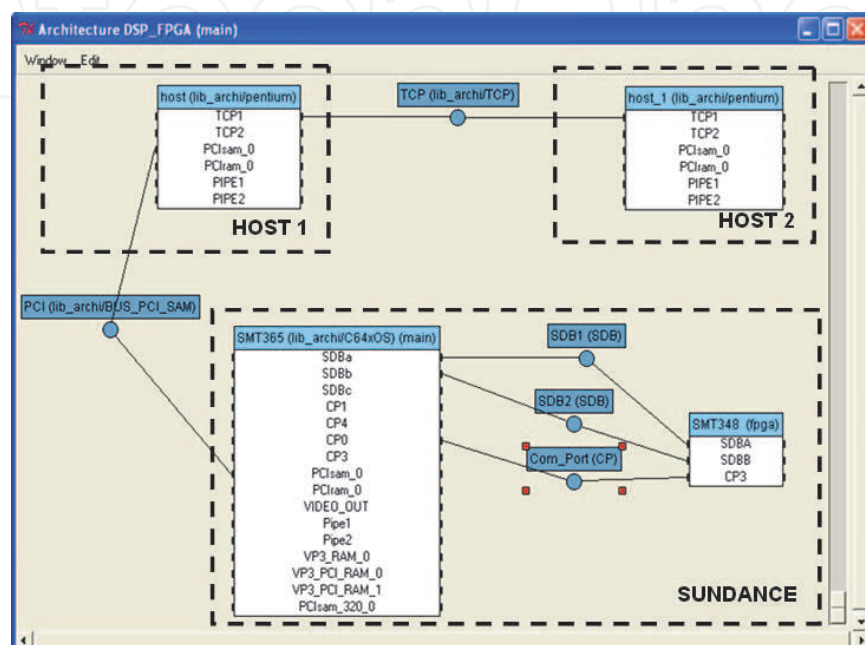 Architecture DSP_FPGA (main)
Window Edit
host (lib_archi/pentium)
TCP1
TCP2
PCIsam_0
PCIram_0
PIPE1
PIPE2
HOST 1
TCP (lib_archi/TCP)
host_1 (lib_archi/pentium)
TCP1
TCP2
PCIsam_0
PCIram_0
PIPE1
PIPE2
HOST 2
PCI (lib_archi/BUS_PCI_SAM)
SMT365 (lib_archi/C64xOS) (main)
SDBa
SDBb
SDBc
CP1
CP4
CP0
CP3
PCIsam_0
PCIram_0
VIDEO_OUT
Pipe1
Pipe2
VP3_RAM_0
VP3_PCI_RAM_0
VP3_PCI_RAM_1
PCIsam_320_0
SDB1 (SDB)
SDB2 (SDB)
Com_Port (CP)
SMT348 (fpga)
SDBA
SDBB
CP3
SUNDANCE